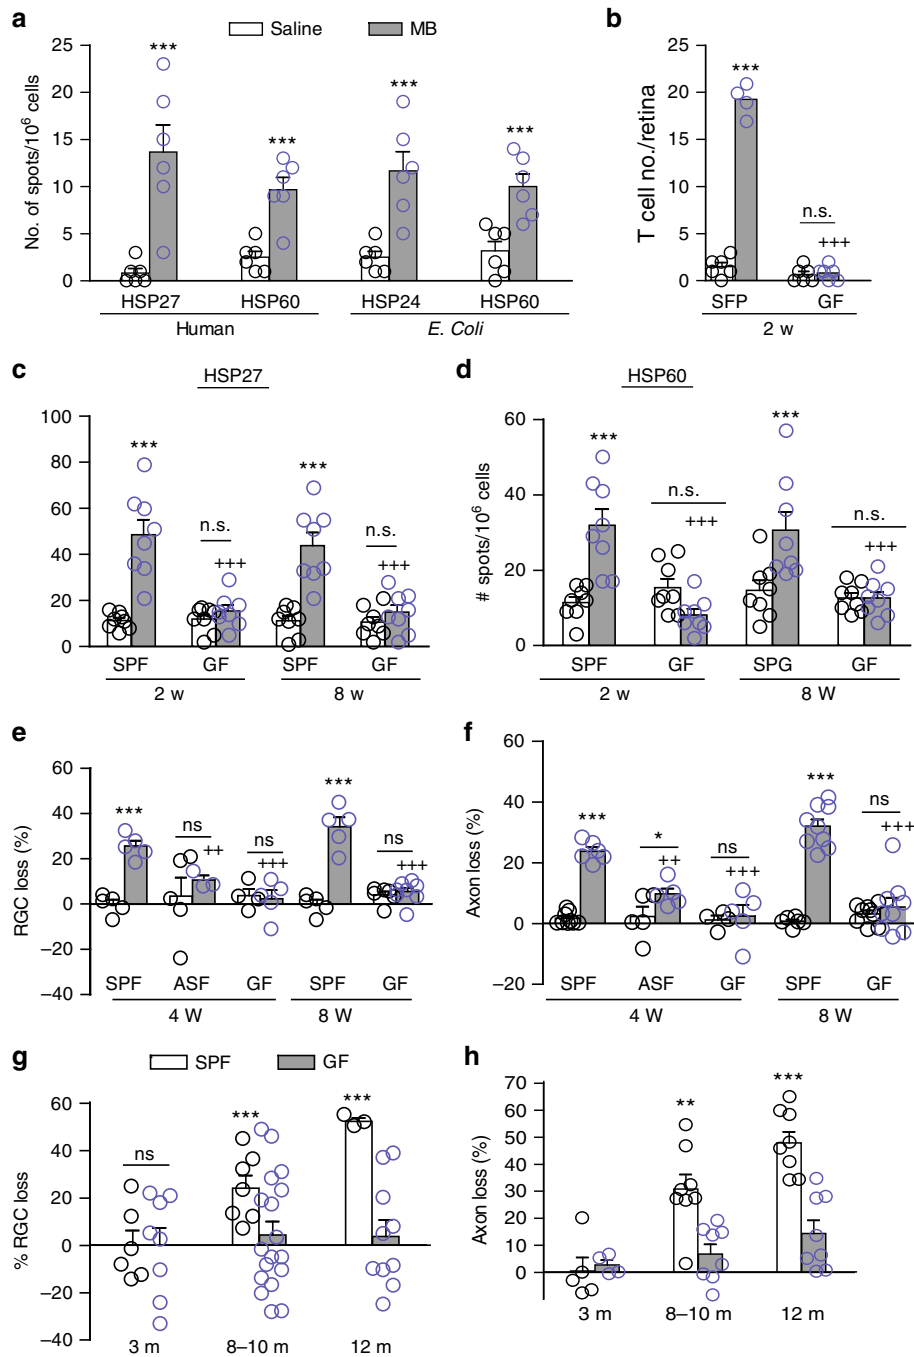 a
Saline
MB
No. of spots/10⁶ cells
25
20
15
10
5
0
***
***
***
***
HSP27
HSP60
HSP24
HSP60
Human
E. Coli
b
T cell no./retina
25
20
15
10
5
0
***
n.s.
+++
SFP
GF
2 w
c
HSP27
100
80
60
40
20
0
***
n.s.
+++
***
n.s.
+++
SPF
GF
SPF
GF
2 w
8 w
d
HSP60
# spots/10⁶ cells
60
40
20
0
***
n.s.
+++
***
n.s.
+++
SPF
GF
SPG
GF
2 w
8 W
e
RGC loss (%)
60
40
20
0
−20
−40
***
ns
++
ns
+++
***
ns
+++
SPF
ASF
GF
SPF
GF
4 W
8 W
f
Axon loss (%)
60
40
20
0
−20
***
*
++
ns
+++
***
ns
+++
SPF
ASF
GF
SPF
GF
4 W
8 W
g
SPF
GF
% RGC loss
60
40
20
0
−20
−40
ns
***
***
3 m
8–10 m
12 m
h
Axon loss (%)
70
60
50
40
30
20
10
0
**
***
3 m
8–10 m
12 m